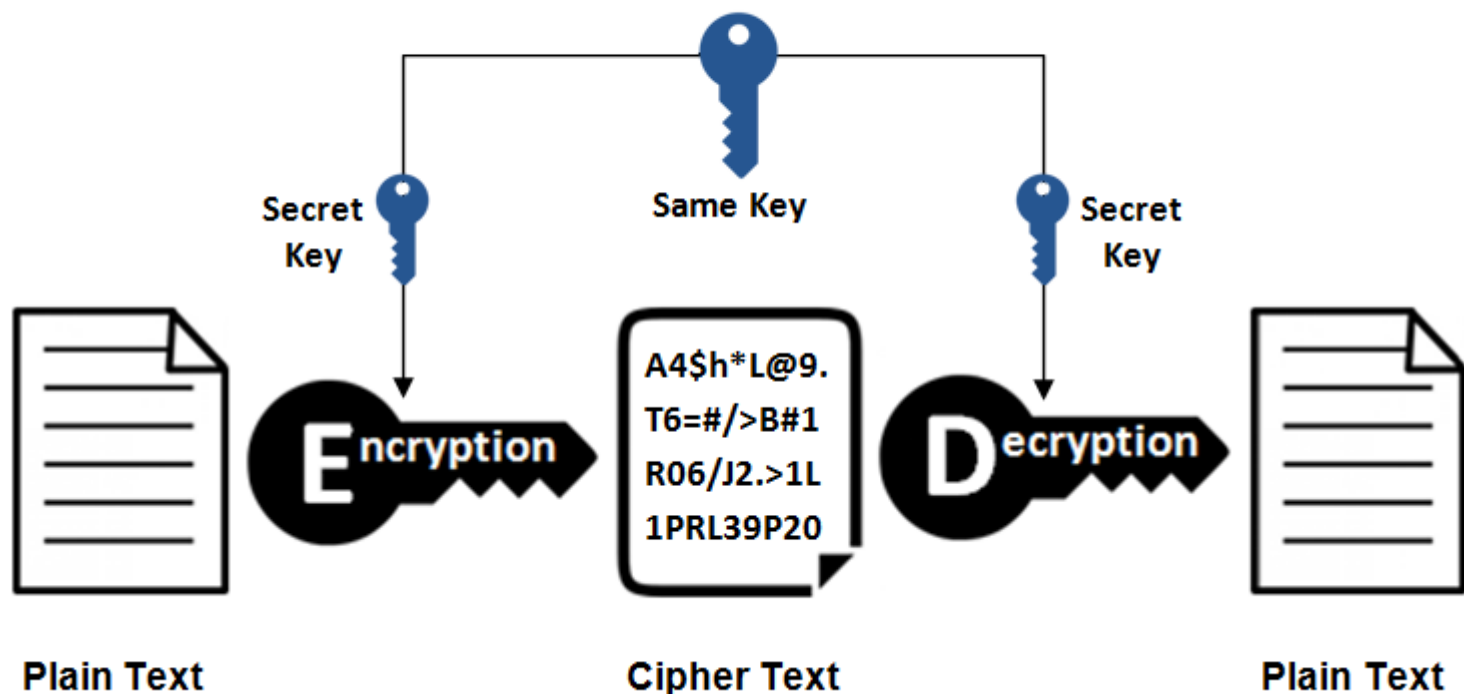 Same Key
Secret
Key
Secret
Key
Encryption
A4$h*L@9.
T6=#/>B#1
R06/J2.>1L
1PRL39P20
Decryption
Plain Text
Cipher Text
Plain Text